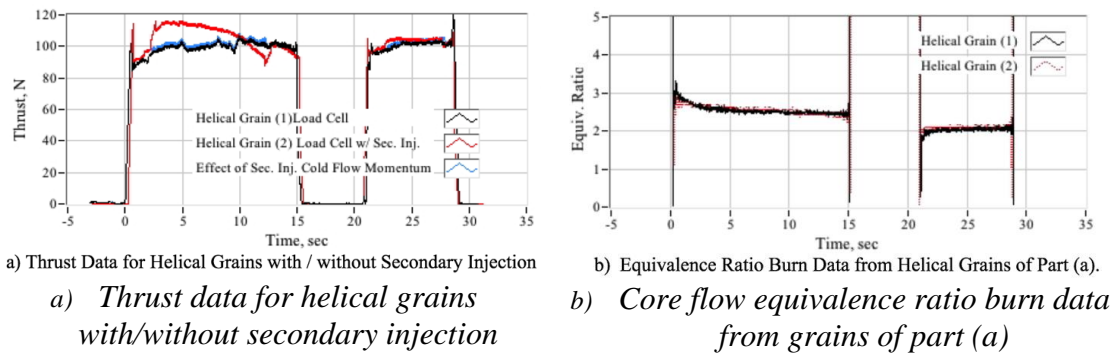 120
100
80
60
40
20
0
Thrust, N
Helical Grain (1)Load Cell
Helical Grain (2) Load Cell w/ Sec. Inj.
Effect of Sec. Inj. Cold Flow Momentum
-5 0 5 10 15 20 25 30 35
Time, sec
a) Thrust Data for Helical Grains with / without Secondary Injection
a) Thrust data for helical grains
with/without secondary injection
5
4
3
2
1
0
Equiv. Ratio
Helical Grain (1)
Helical Grain (2)
-5 0 5 10 15 20 25 30 35
Time, sec
b) Equivalence Ratio Burn Data from Helical Grains of Part (a).
b) Core flow equivalence ratio burn data
from grains of part (a)